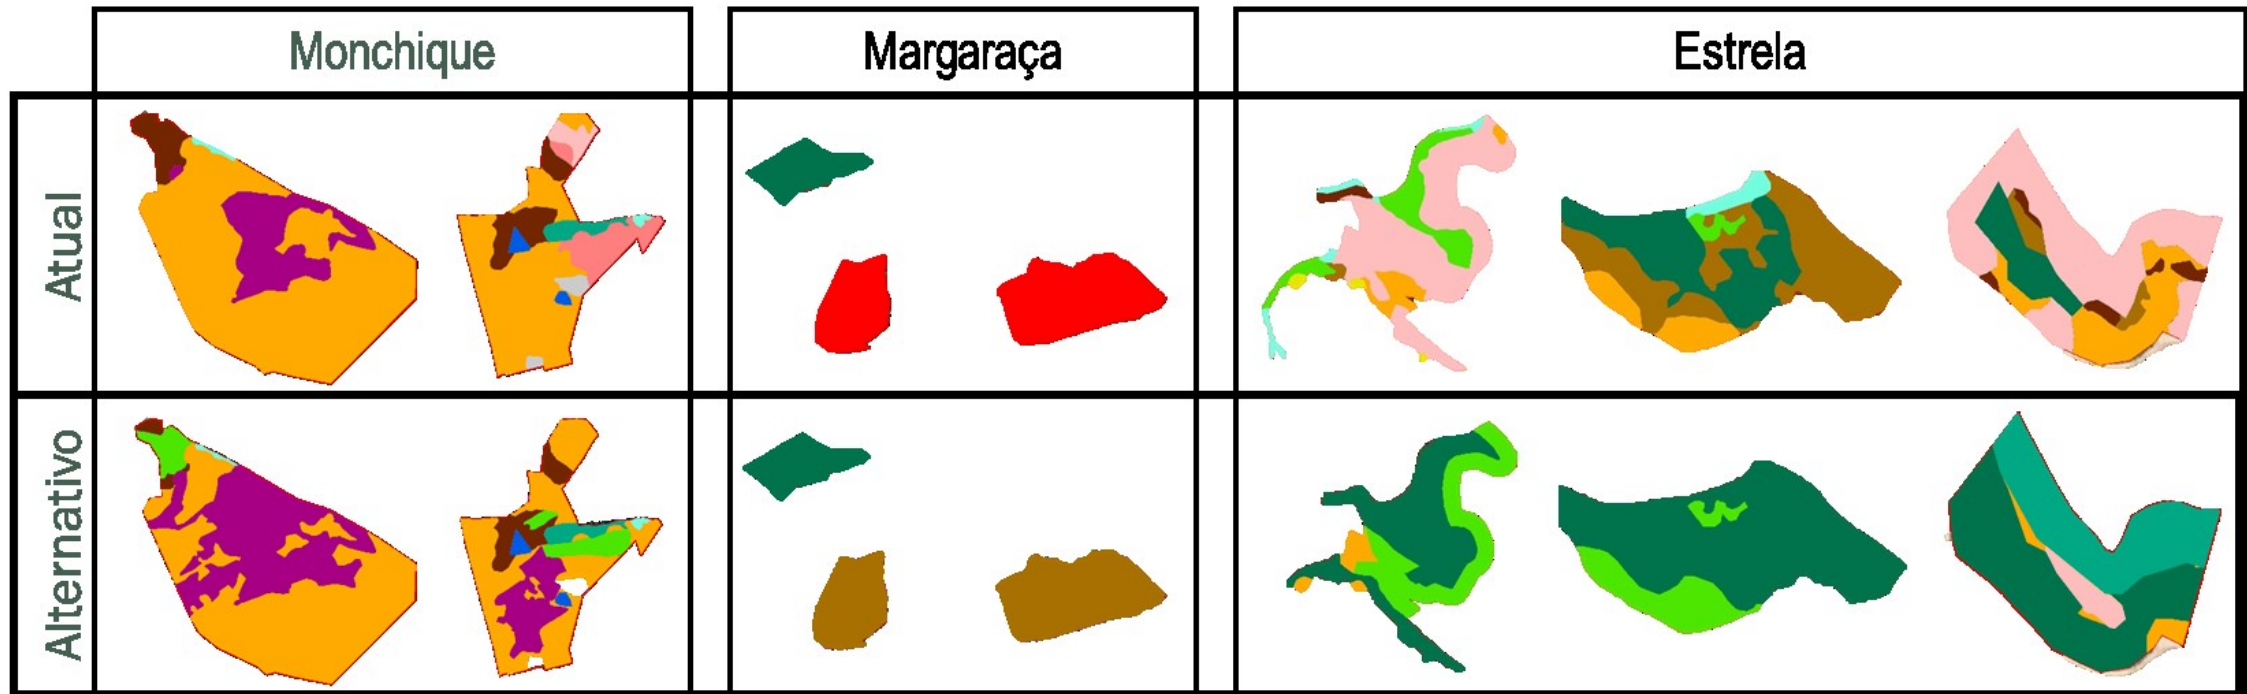 Monchique
Margaraça
Estrela
Atual
Alternativo